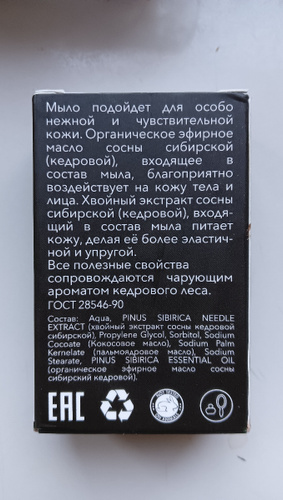 Мыло подойдет для особо
нежной и чувствительной
кожи. Органическое эфирное
масло сосны сибирской
(кедровой), входящее в
состав мыла, благоприятно
воздействует на кожу тела и
лица. Хвойный экстракт сосны
сибирской (кедровой), входя-
щий в состав мыла питает
кожу, делая её более эластич-
ной и упругой.
Все полезные свойства
сопровождаются чарующим
ароматом кедрового леса.
ГОСТ 28546-90
Состав: Aqua, PINUS SIBIRICA NEEDLE
EXTRACT (хвойный экстракт сосны кедровой
сибирской), Propylene Glycol, Sorbitol, Sodium
Cocoate (Кокосовое масло), Sodium Palm
Kernelate (пальмоядровое масло), Sodium
Stearate, PINUS SIBIRICA ESSENTIAL OIL
(органическое эфирное масло сосны
сибирский кедровой).
EAC